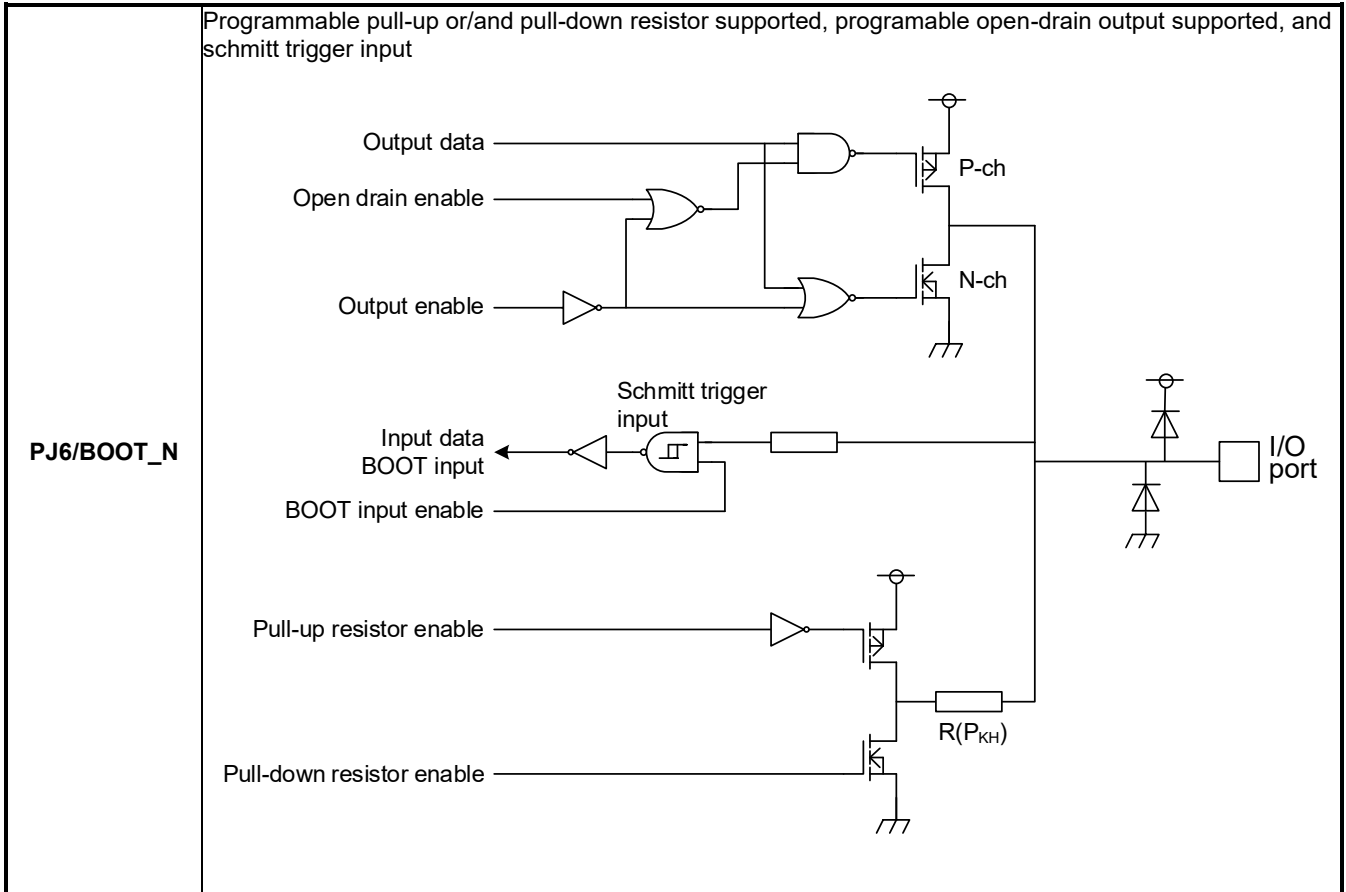 Programmable pull-up or/and pull-down resistor supported, programable open-drain output supported, and
schmitt trigger input
Output data
Open drain enable
Output enable
P-ch
N-ch
PJ6/BOOT_N
Schmitt trigger
input
Input data
BOOT input
BOOT input enable
I/O
port
Pull-up resistor enable
R(PKH)
Pull-down resistor enable